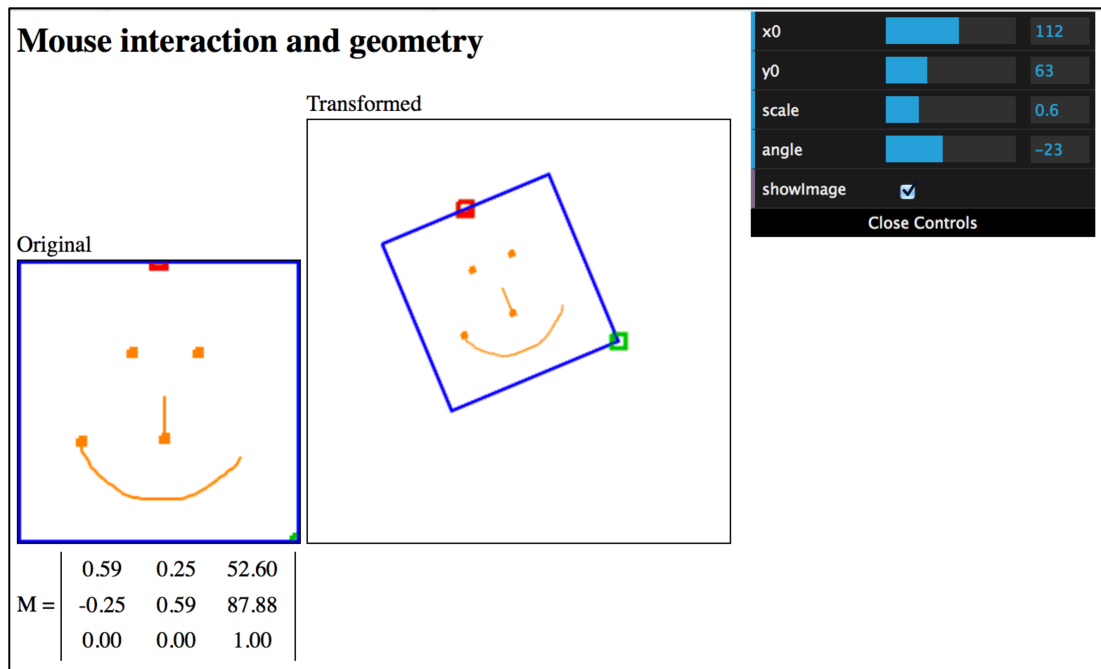 Mouse interaction and geometry
Transformed
Original
x0 112
y0 63
scale 0.6
angle -23
showImage
Close Controls
0.59 0.25 52.60
M = -0.25 0.59 87.88
0.00 0.00 1.00